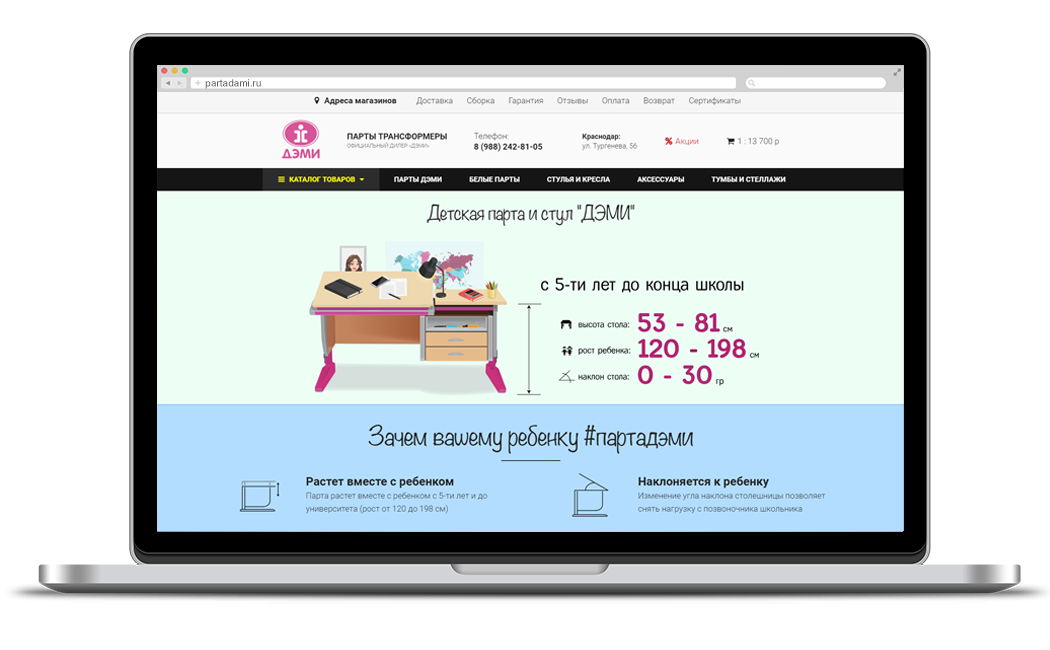 partadami.ru
Адреса магазинов Доставка Сборка Гарантия Отзывы Оплата Возврат Сертификаты
ДЭМИ
ПАРТЫ ТРАНСФОРМЕРЫ
ОФИЦИАЛЬНЫЙ ДИЛЕР «ДЭМИ»
Телефон:
8 (988) 242-81-05
Краснодар:
ул. Тургенева, 56
Акции
1 : 13 700 р
КАТАЛОГ ТОВАРОВ ПАРТЫ ДЭМИ БЕЛЫЕ ПАРТЫ СТУЛЬЯ И КРЕСЛА АКСЕССУАРЫ ТУМБЫ И СТЕЛЛАЖИ
Детская парта и стул "ДЭМИ"
с 5-ти лет до конца школы
высота стола: 53 - 81 см
рост ребенка: 120 - 198 см
наклон стола: 0 - 30 гр
Зачем вашему ребенку #партадэми
Растет вместе с ребенком
Парта растет вместе с ребенком с 5-ти лет и до
университета (рост от 120 до 198 см)
Наклоняется к ребенку
Изменение угла наклона столешницы позволяет
снять нагрузку с позвоночника школьника